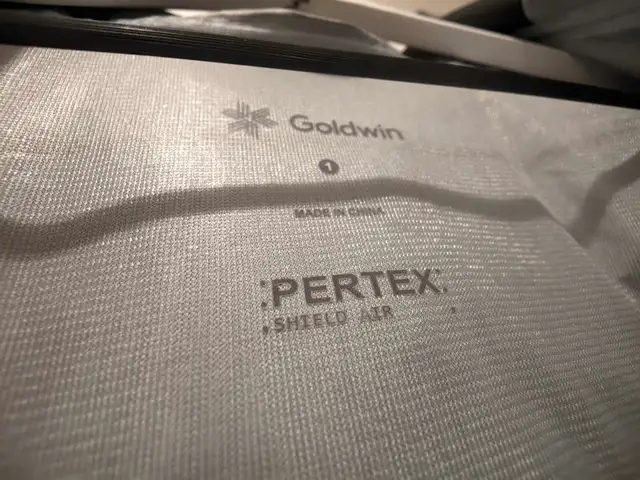 Goldwin
1
MADE IN CHINA
PERTEX
SHIELD AIR